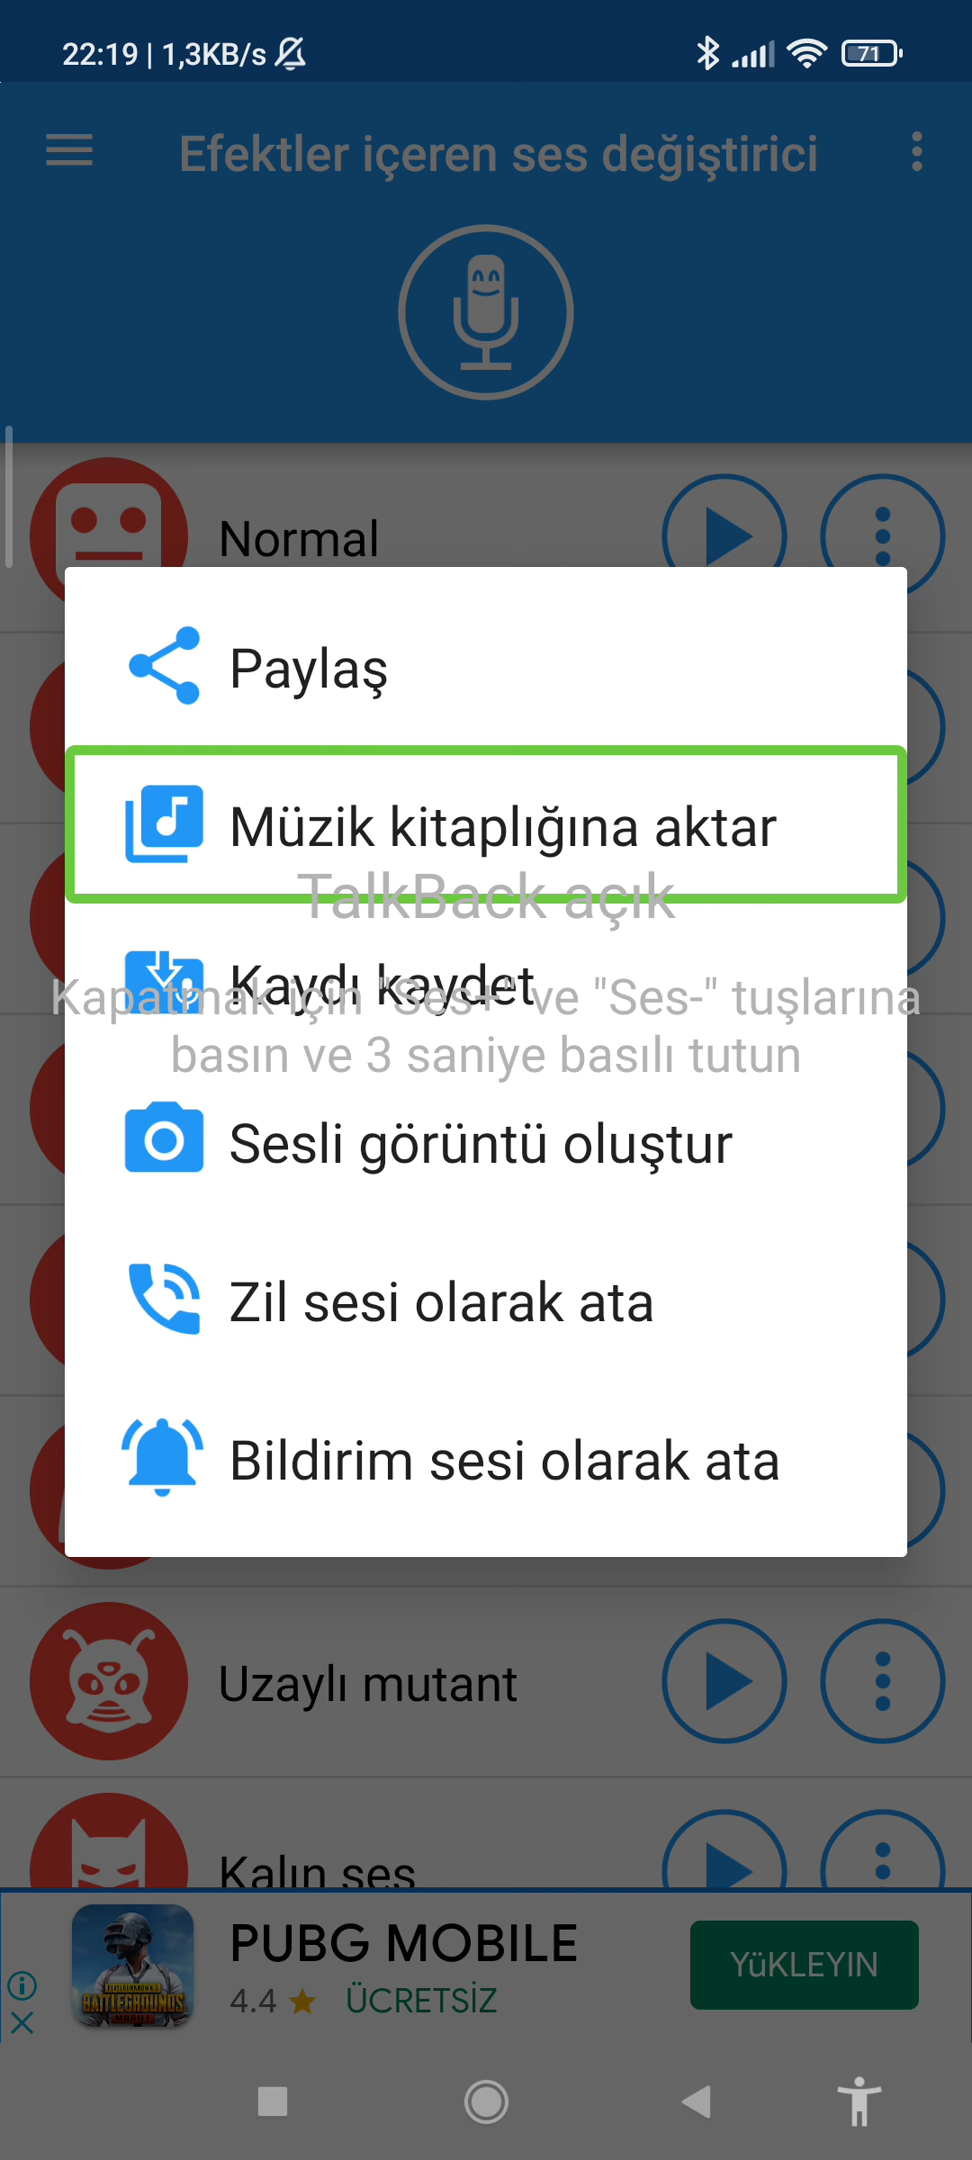 22:19 | 1,3KB/s
71
Efektler içeren ses değiştirici
Normal
Paylaş
Müzik kitaplığına aktar
TalkBack açık
Kaydı kaydet
Kapatmak için "Ses+" ve "Ses-" tuşlarına
basın ve 3 saniye basılı tutun
Sesli görüntü oluştur
Zil sesi olarak ata
Bildirim sesi olarak ata
Uzaylı mutant
Kalın ses
PUBG MOBILE
4.4 ★ ÜCRETSİZ
YüKLEYIN
BATTLEGROUNDS
MOBILE